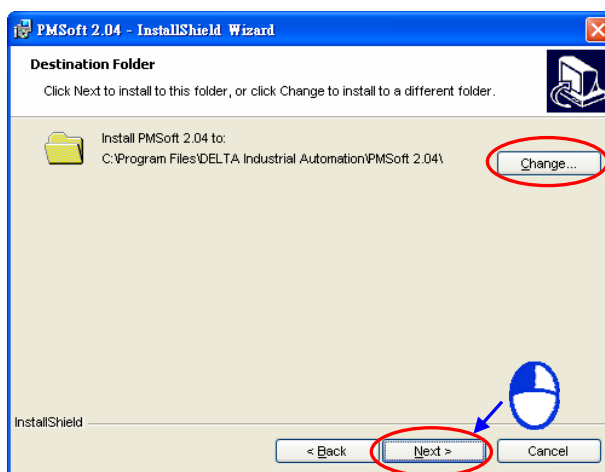 PMSoft 2.04 - InstallShield Wizard
Destination Folder
Click Next to install to this folder, or click Change to install to a different folder.
Install PMSoft 2.04 to:
C:\Program Files\DELTA Industrial Automation\PMSoft 2.04\
Change...
InstallShield
< Back
Next >
Cancel